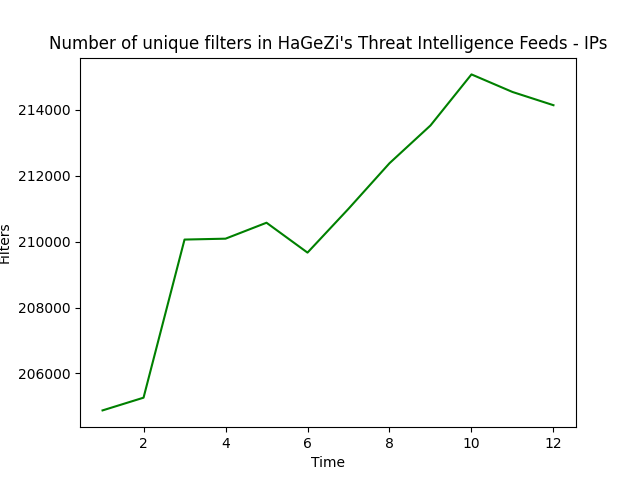 Number of unique filters in HaGeZi's Threat Intelligence Feeds - IPs
214000
212000
210000
208000
206000
Filters
2 4 6 8 10 12
Time